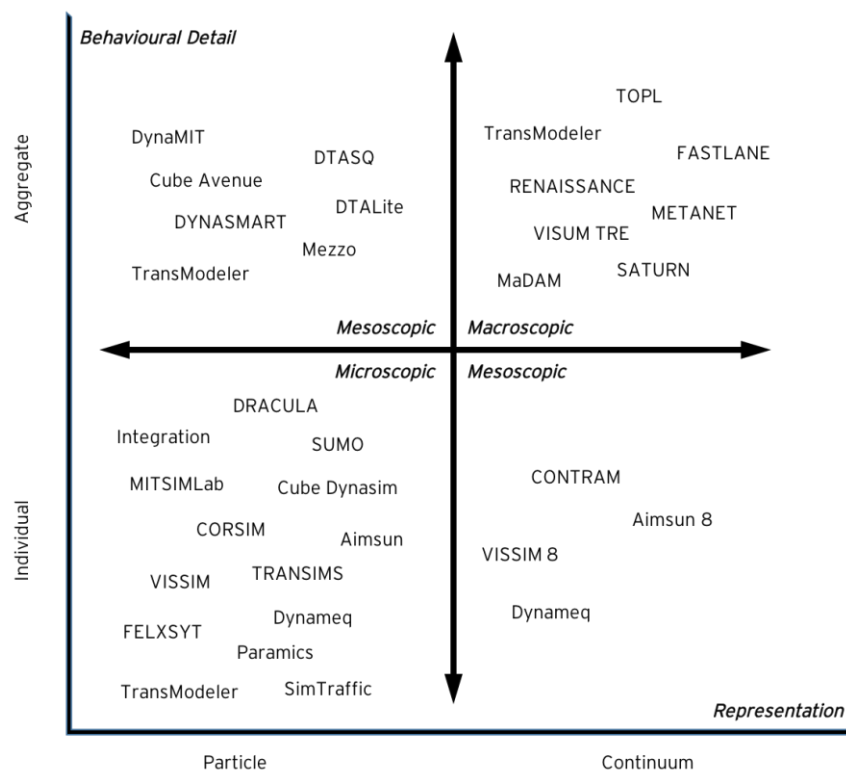 Behavioural Detail
Aggregate
Individual
DynaMIT
DTASQ
Cube Avenue
DTALite
DYNASMART
Mezzo
TransModeler
Mesoscopic
TOPL
TransModeler
FASTLANE
RENAISSANCE
METANET
VISUM TRE
SATURN
MaDAM
Macroscopic
Microscopic
DRACULA
Integration
SUMO
MITSIMLab
Cube Dynasim
CORSIM
Aimsun
TRANSIMS
VISSIM
Dynameq
FELXSYT
Paramics
SimTraffic
TransModeler
Mesoscopic
CONTRAM
Aimsun 8
VISSIM 8
Dynameq
Representation
Particle
Continuum